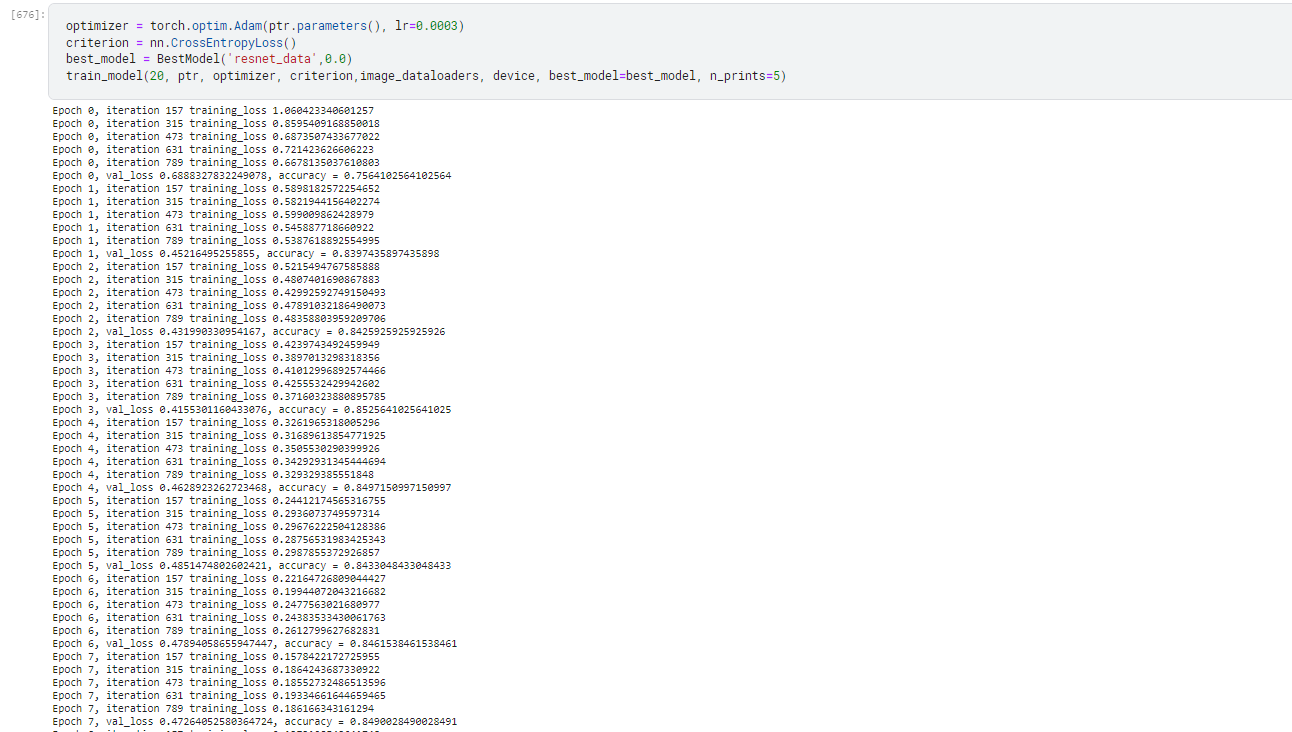 [676]:
optimizer = torch.optim.Adam(ptr.parameters(), lr=0.0003)
criterion = nn.CrossEntropyLoss()
best_model = BestModel('resnet_data',0.0)
train_model(20, ptr, optimizer, criterion,image_dataloaders, device, best_model=best_model, n_prints=5)
Epoch 0, iteration 157 training_loss 1.060423340601257
Epoch 0, iteration 315 training_loss 0.8595409168850018
Epoch 0, iteration 473 training_loss 0.6873507433677022
Epoch 0, iteration 631 training_loss 0.721423626606223
Epoch 0, iteration 789 training_loss 0.6678135037610803
Epoch 0, val_loss 0.6888327832249078, accuracy = 0.7564102564102564
Epoch 1, iteration 157 training_loss 0.5898182572254652
Epoch 1, iteration 315 training_loss 0.5821944156402274
Epoch 1, iteration 473 training_loss 0.599009862428979
Epoch 1, iteration 631 training_loss 0.545887718660922
Epoch 1, iteration 789 training_loss 0.5387618892554995
Epoch 1, val_loss 0.45216495255855, accuracy = 0.8397435897435898
Epoch 2, iteration 157 training_loss 0.5215494767585888
Epoch 2, iteration 315 training_loss 0.4807401690867883
Epoch 2, iteration 473 training_loss 0.42992592749150493
Epoch 2, iteration 631 training_loss 0.47891032186490073
Epoch 2, iteration 789 training_loss 0.48358803959209706
Epoch 2, val_loss 0.431990330954167, accuracy = 0.8425925925925926
Epoch 3, iteration 157 training_loss 0.4239743492459949
Epoch 3, iteration 315 training_loss 0.3897013298318356
Epoch 3, iteration 473 training_loss 0.41012996892574466
Epoch 3, iteration 631 training_loss 0.4255532429942602
Epoch 3, iteration 789 training_loss 0.37160323880895785
Epoch 3, val_loss 0.4155301160433076, accuracy = 0.8525641025641025
Epoch 4, iteration 157 training_loss 0.3261965318005296
Epoch 4, iteration 315 training_loss 0.31689613854771925
Epoch 4, iteration 473 training_loss 0.3505530290399926
Epoch 4, iteration 631 training_loss 0.34292931345444694
Epoch 4, iteration 789 training_loss 0.329329385551848
Epoch 4, val_loss 0.4628923262723468, accuracy = 0.8497150997150997
Epoch 5, iteration 157 training_loss 0.24412174565316755
Epoch 5, iteration 315 training_loss 0.2936073749597314
Epoch 5, iteration 473 training_loss 0.29676222504128386
Epoch 5, iteration 631 training_loss 0.28756531983425343
Epoch 5, iteration 789 training_loss 0.2987855372926857
Epoch 5, val_loss 0.4851474802602421, accuracy = 0.8433048433048433
Epoch 6, iteration 157 training_loss 0.22164726809044427
Epoch 6, iteration 315 training_loss 0.19944072043216682
Epoch 6, iteration 473 training_loss 0.2477563021680977
Epoch 6, iteration 631 training_loss 0.24383533430061763
Epoch 6, iteration 789 training_loss 0.2612799627682831
Epoch 6, val_loss 0.47894058655947447, accuracy = 0.8461538461538461
Epoch 7, iteration 157 training_loss 0.1578422172725955
Epoch 7, iteration 315 training_loss 0.1864243687330922
Epoch 7, iteration 473 training_loss 0.18552732486513596
Epoch 7, iteration 631 training_loss 0.19334661644659465
Epoch 7, iteration 789 training_loss 0.186166343161294
Epoch 7, val_loss 0.47264052580364724, accuracy = 0.8490028490028491